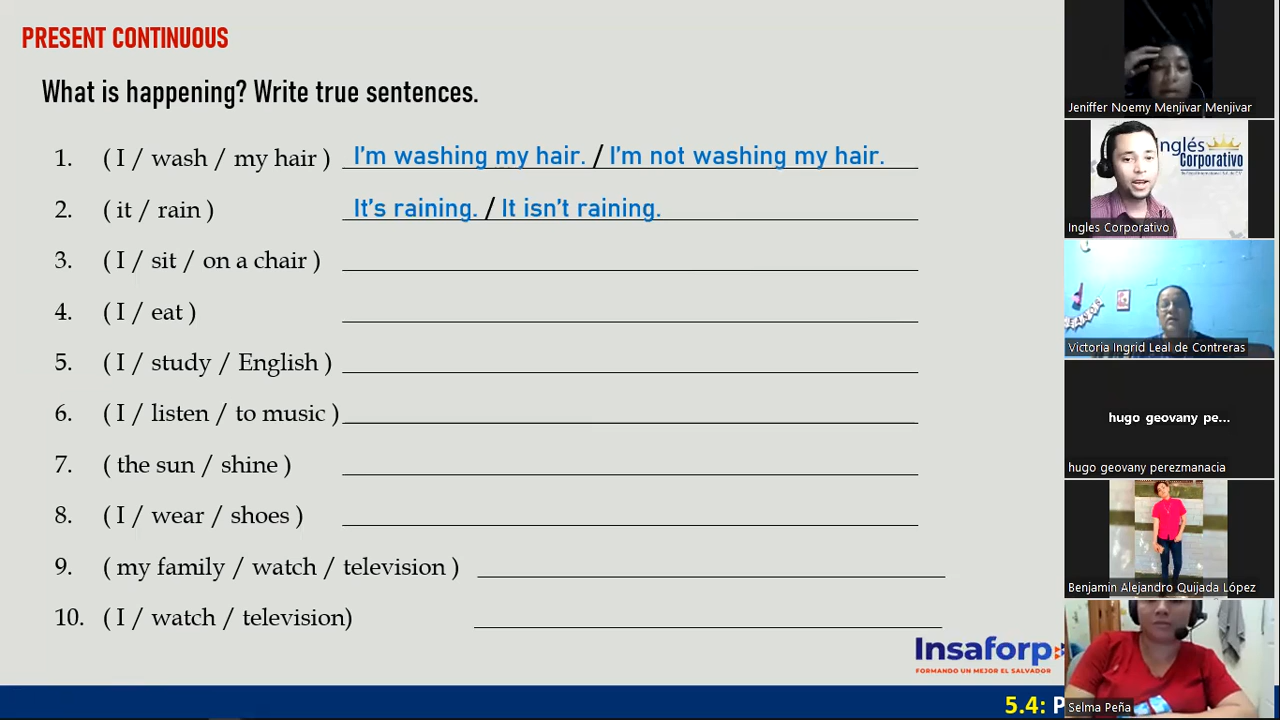 PRESENT CONTINUOUS
What is happening? Write true sentences.
1. ( I / wash / my hair ) I'm washing my hair. / I'm not washing my hair.
2. ( it / rain ) It's raining. / It isn't raining.
3. ( I / sit / on a chair )
4. ( I / eat )
5. ( I / study / English )
6. ( I / listen / to music )
7. ( the sun / shine )
8. ( I / wear / shoes )
9. ( my family / watch / television )
10. ( I / watch / television)
Insaforp
FORMANDO UN MEJOR EL SALVADOR
5.4: P
Jeniffer Noemy Menjivar Menjivar
Inglés
Corporativo
Ingles Corporativo
Victoria Ingrid Leal de Contreras
hugo geovany pe...
hugo geovany perezmanacia
Benjamin Alejandro Quijada López
Selma Peña